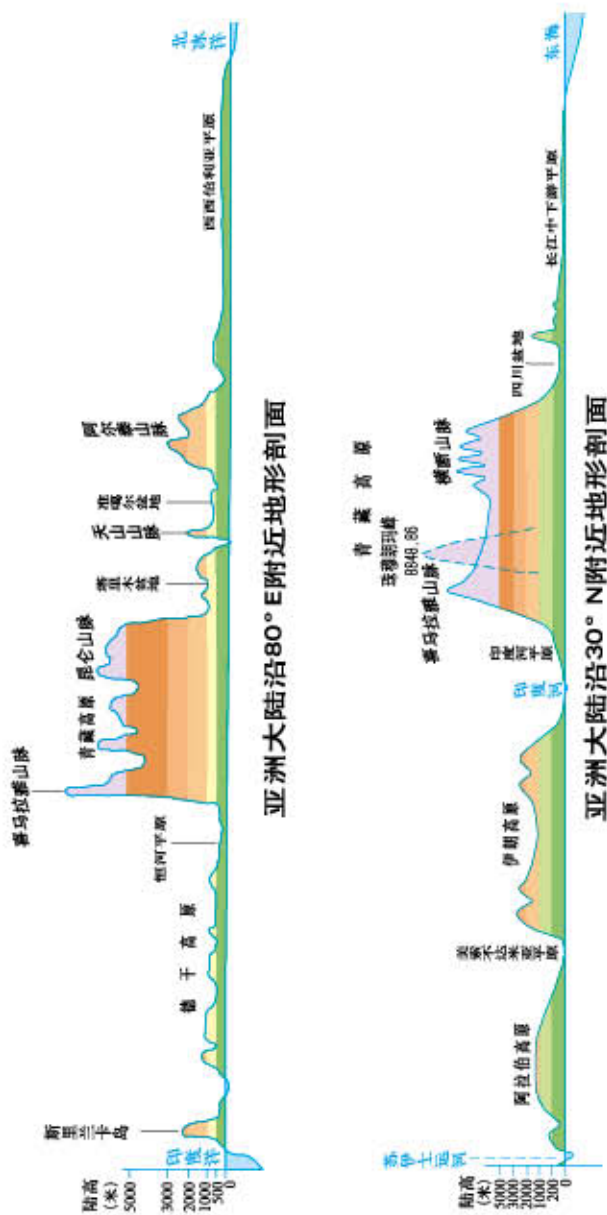 陆高
(米)
5000
3000
2000
1000
500
0
印度洋
斯里兰卡岛
德干高原
恒河平原
喜马拉雅山脉
青藏高原
昆仑山脉
塔里木盆地
天山山脉
准噶尔盆地
阿尔泰山脉
西西伯利亚平原
北冰洋
亚洲大陆沿80°E附近地形剖面
陆高
(米)
5000
3000
2000
1000
200
0
苏伊士运河
阿拉伯高原
美索不达米亚平原
伊朗高原
印度河
印度河平原
喜马拉雅山脉
珠穆朗玛峰
8848.86
青藏高原
横断山脉
四川盆地
长江中下游平原
东海
亚洲大陆沿30°N附近地形剖面